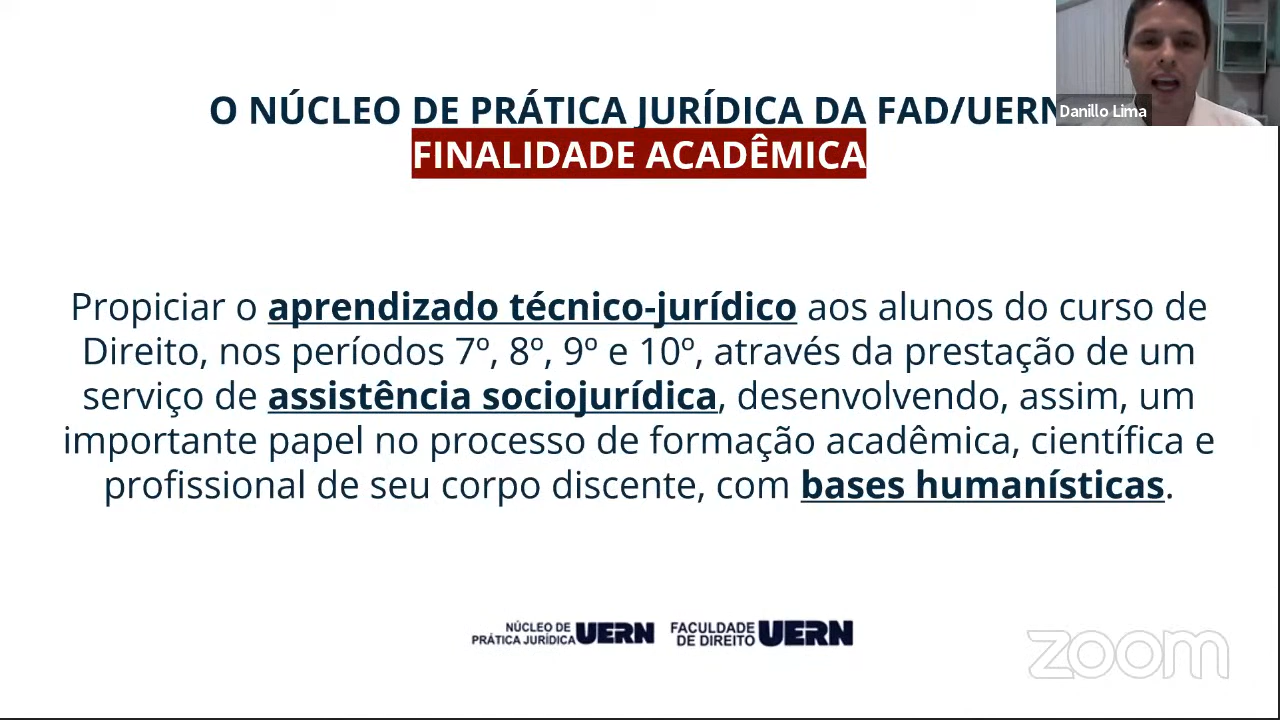 O NÚCLEO DE PRÁTICA JURÍDICA DA FAD/UERN
FINALIDADE ACADÊMICA
Danillo Lima
Propiciar o aprendizado técnico-jurídico aos alunos do curso de
Direito, nos períodos 7º, 8º, 9º e 10º, através da prestação de um
serviço de assistência sociojurídica, desenvolvendo, assim, um
importante papel no processo de formação acadêmica, científica e
profissional de seu corpo discente, com bases humanísticas.
NÚCLEO DE
PRÁTICA JURÍDICA UERN
FACULDADE
DE DIREITO UERN
zoom